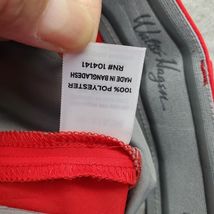 Walter Hagen
100% POLYESTER
MADE IN BANGLADESH
RN# 104141